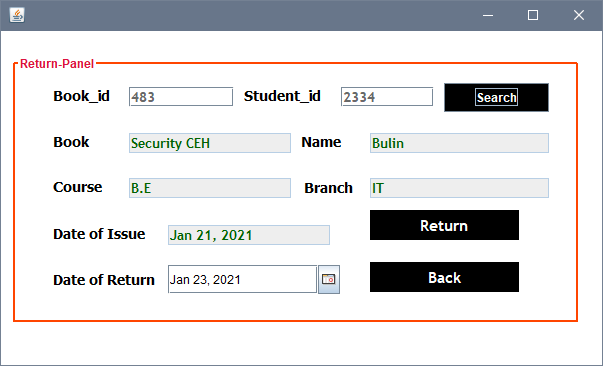 Return-Panel
Book_id 483 Student_id 2334 Search
Book Security CEH Name Bulin
Course B.E Branch IT
Date of Issue Jan 21, 2021 Return
Date of Return Jan 23, 2021 Back